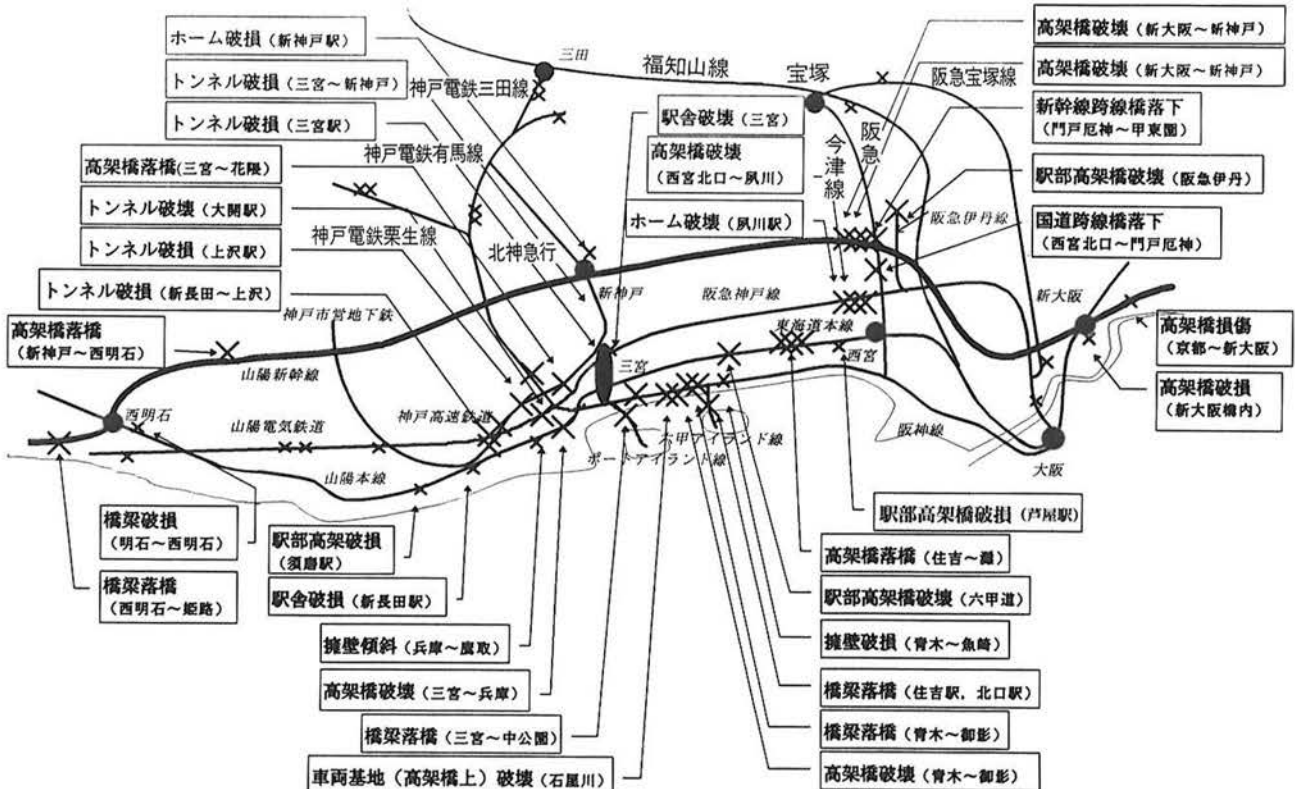 ホーム破損（新神戸駅）
トンネル破損（三宮～新神戸）
トンネル破損（三宮駅）
高架橋落橋（三宮～花隈）
トンネル破壊（大開駅）
トンネル破損（上沢駅）
トンネル破損（新長田～上沢）
高架橋落橋
（新神戸～西明石）
三田
福知山線
宝塚
阪急宝塚線
神戸電鉄三田線
神戸電鉄有馬線
神戸電鉄粟生線
北神急行
新神戸
神戸市営地下鉄
駅舎破壊（三宮）
高架橋破壊
（西宮北口～夙川）
ホーム破壊（夙川駅）
阪急
今津線
高架橋破壊（新大阪～新神戸）
高架橋破壊（新大阪～新神戸）
新幹線跨線橋落下
（門戸厄神～甲東園）
駅部高架橋破壊（阪急伊丹）
阪急伊丹線
国道跨線橋落下
（西宮北口～門戸厄神）
新大阪
高架橋損傷
（京都～新大阪）
高架橋破損
（新大阪構内）
阪急神戸線
東海道本線
西宮
三宮
山陽新幹線
西明石
山陽電気鉄道
神戸高速鉄道
山陽本線
六甲アイランド線
ポートアイランド線
阪神線
大阪
橋梁破損
（明石～西明石）
橋梁落橋
（西明石～姫路）
駅部高架破損
（須磨駅）
駅舎破損（新長田駅）
擁壁傾斜（兵庫～鷹取）
高架橋破壊（三宮～兵庫）
橋梁落橋（三宮～中公園）
車両基地（高架橋上）破壊（石屋川）
駅部高架橋破損（芦屋駅）
高架橋落橋（住吉～灘）
駅部高架橋破壊（六甲道）
擁壁破損（青木～魚崎）
橋梁落橋（住吉駅，北口駅）
橋梁落橋（青木～御影）
高架橋破壊（青木～御影）